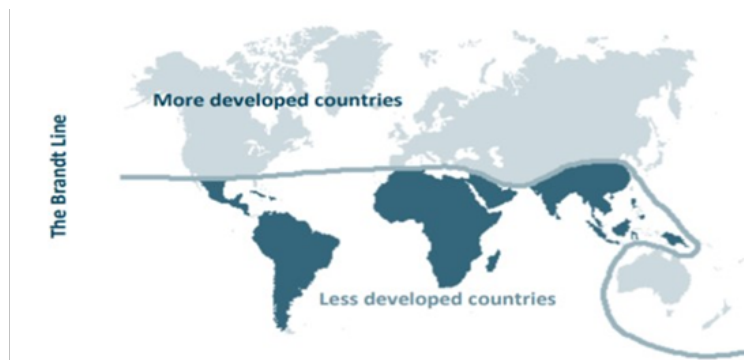 The Brandt Line
More developed countries
Less developed countries